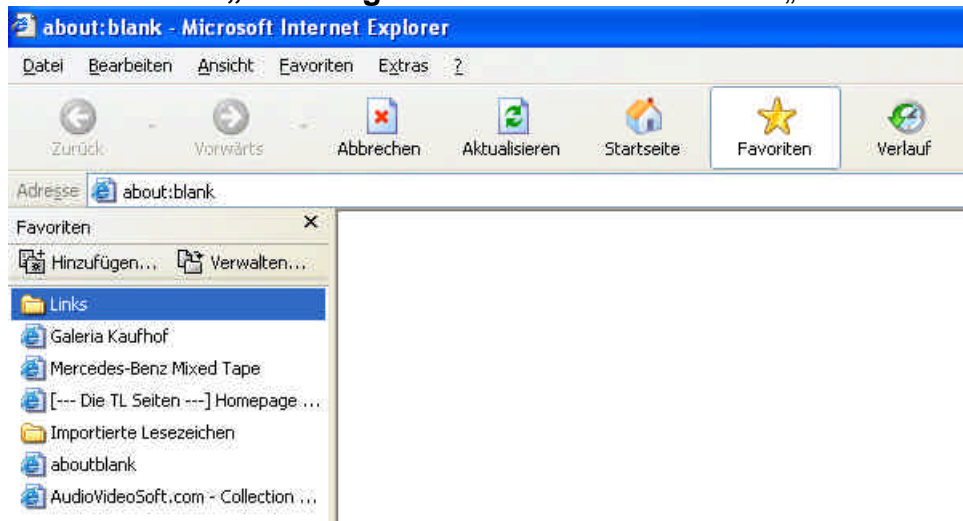 about:blank - Microsoft Internet Explorer
Datei Bearbeiten Ansicht Favoriten Extras ?
Zurück Vorwärts Abbrechen Aktualisieren Startseite Favoriten Verlauf
Adresse about:blank
Favoriten ×
Hinzufügen... Verwalten...
Links
Galeria Kaufhof
Mercedes-Benz Mixed Tape
[--- Die TL Seiten ---] Homepage ...
Importierte Lesezeichen
aboutblank
AudioVideoSoft.com - Collection ...